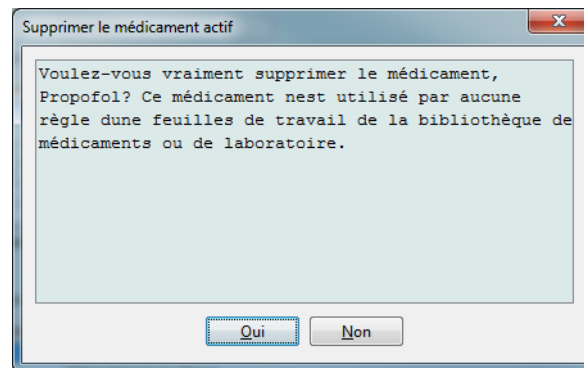 Supprimer le médicament actif
Voulez-vous vraiment supprimer le médicament,
Propofol? Ce médicament nest utilisé par aucune
règle dune feuilles de travail de la bibliothèque de
médicaments ou de laboratoire.
Oui
Non